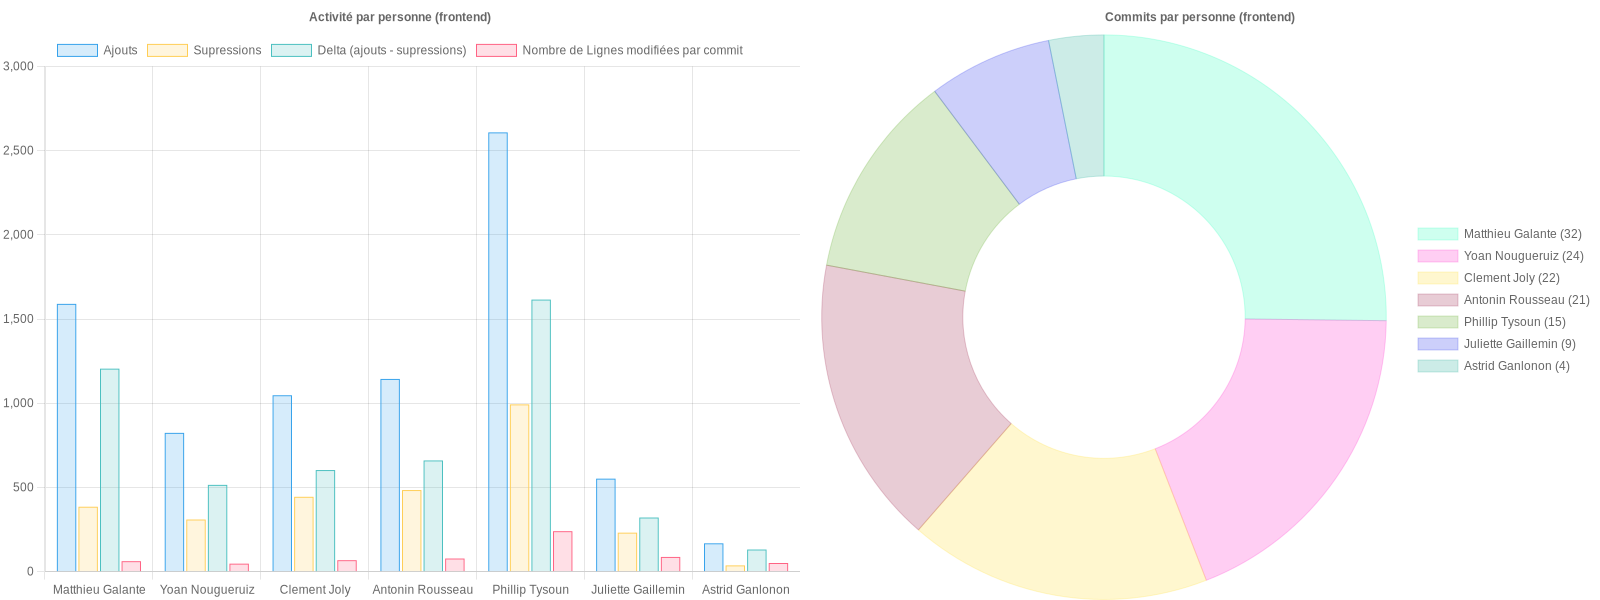 Activité par personne (frontend)
Ajouts Supressions Delta (ajouts - supressions) Nombre de Lignes modifiées par commit
3,000
2,500
2,000
1,500
1,000
500
0
Matthieu Galante Yoan Nougueruiz Clement Joly Antonin Rousseau Phillip Tysoun Juliette Gaillemin Astrid Ganlonon
Commits par personne (frontend)
Matthieu Galante (32)
Yoan Nougueruiz (24)
Clement Joly (22)
Antonin Rousseau (21)
Phillip Tysoun (15)
Juliette Gaillemin (9)
Astrid Ganlonon (4)